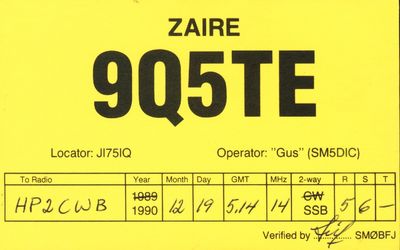 ZAIRE
9Q5TE
Locator: JI75IQ Operator: "Gus" (SM5DIC)
To Radio Year Month Day GMT MHz 2-way R S T
1989 CW
HP2CWB 1990 12 19 5,14 14 SSB 5 6 –
Verified by SMØBFJ